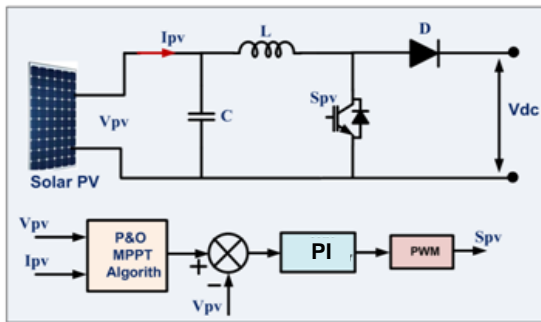 Ipv
L
D
Vpv
C
Spv
Vdc
Solar PV
Vpv
Ipv
P&O
MPPT
Algorith
+
−
Vpv
PI
PWM
Spv